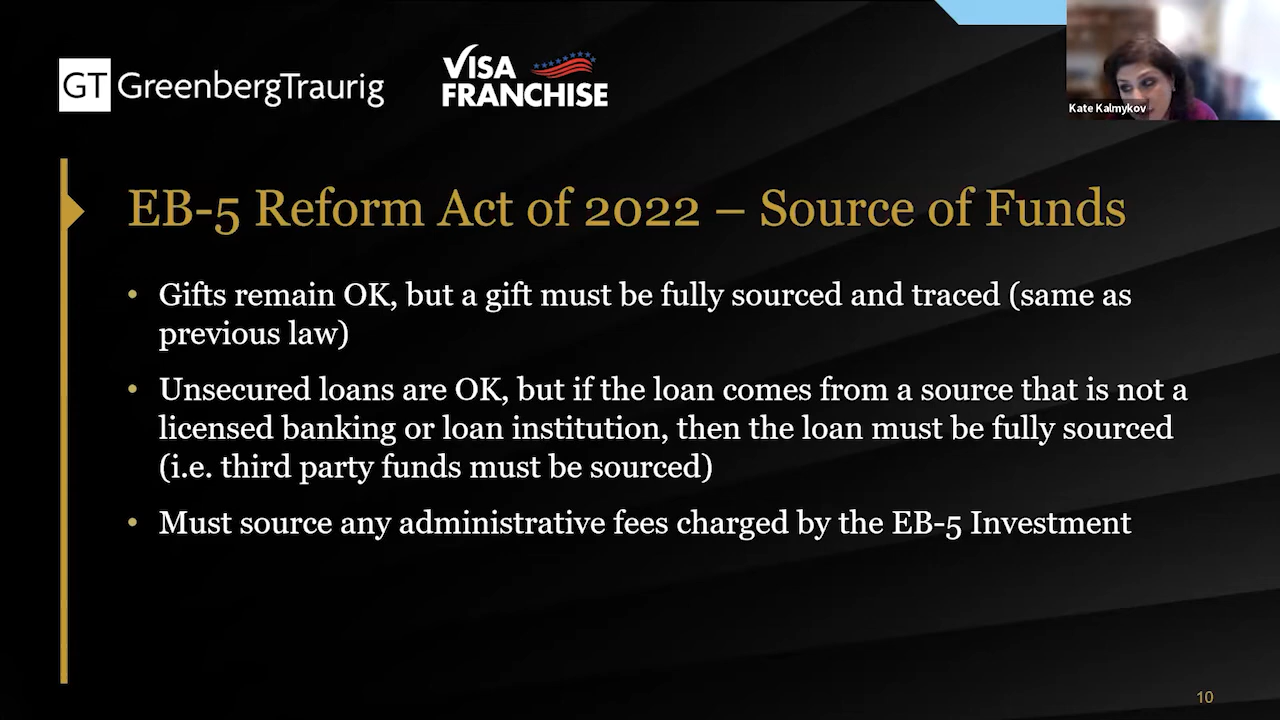 GT GreenbergTraurig
VISA
FRANCHISE
Kate Kalmykov
EB-5 Reform Act of 2022 – Source of Funds
• Gifts remain OK, but a gift must be fully sourced and traced (same as
previous law)
• Unsecured loans are OK, but if the loan comes from a source that is not a
licensed banking or loan institution, then the loan must be fully sourced
(i.e. third party funds must be sourced)
• Must source any administrative fees charged by the EB-5 Investment
10